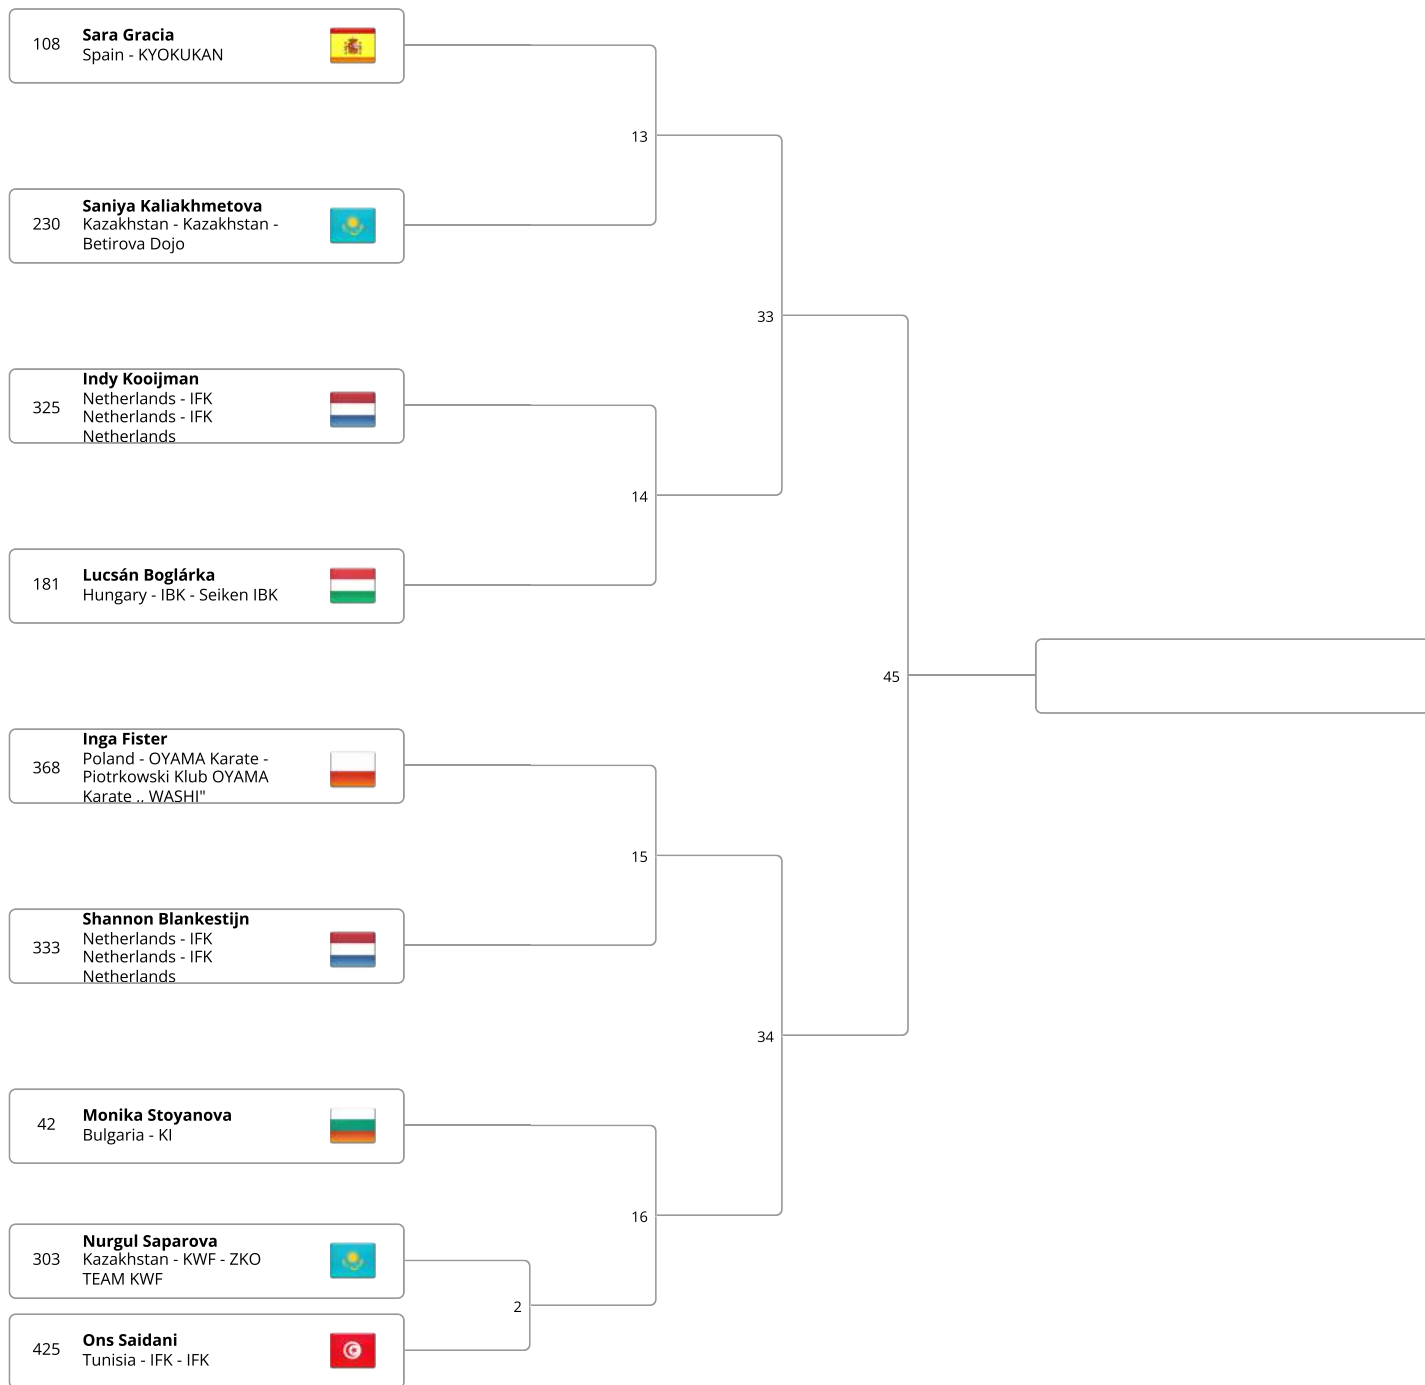 108
Sara Gracia
Spain - KYOKUKAN
13
230
Saniya Kaliakhmetova
Kazakhstan - Kazakhstan -
Betirova Dojo
33
325
Indy Kooijman
Netherlands - IFK
Netherlands - IFK
Netherlands
14
181
Lucsán Boglárka
Hungary - IBK - Seiken IBK
45
368
Inga Fister
Poland - OYAMA Karate -
Piotrkowski Klub OYAMA
Karate ,, WASHI"
15
333
Shannon Blankestijn
Netherlands - IFK
Netherlands - IFK
Netherlands
34
42
Monika Stoyanova
Bulgaria - KI
16
303
Nurgul Saparova
Kazakhstan - KWF - ZKO
TEAM KWF
2
425
Ons Saidani
Tunisia - IFK - IFK